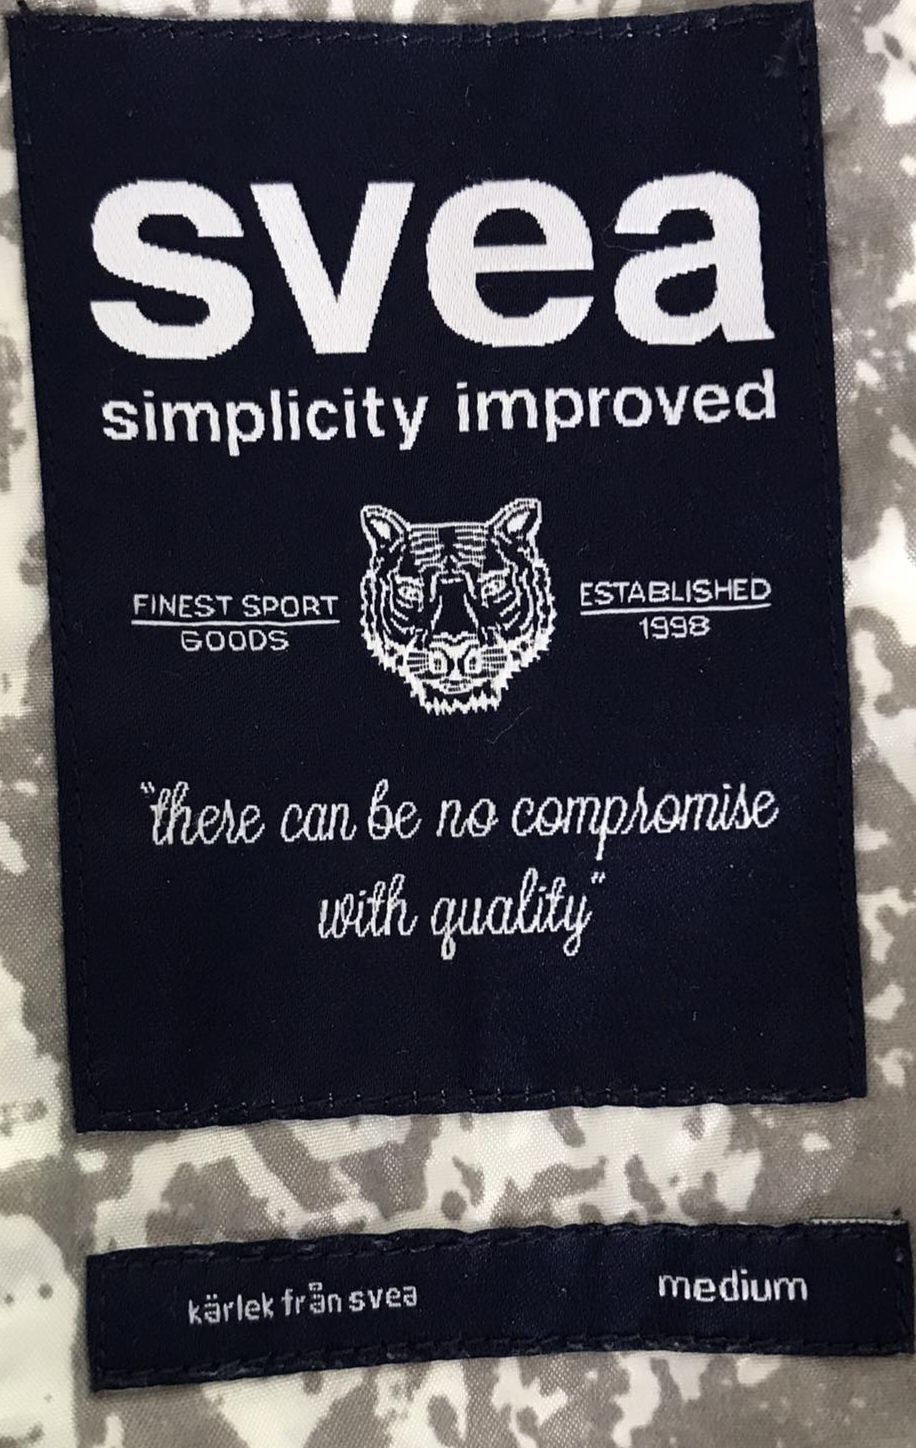 svea
simplicity improved
FINEST SPORT
GOODS
ESTABLISHED
1998
"there can be no compromise
with quality"
kärlek från svea
medium